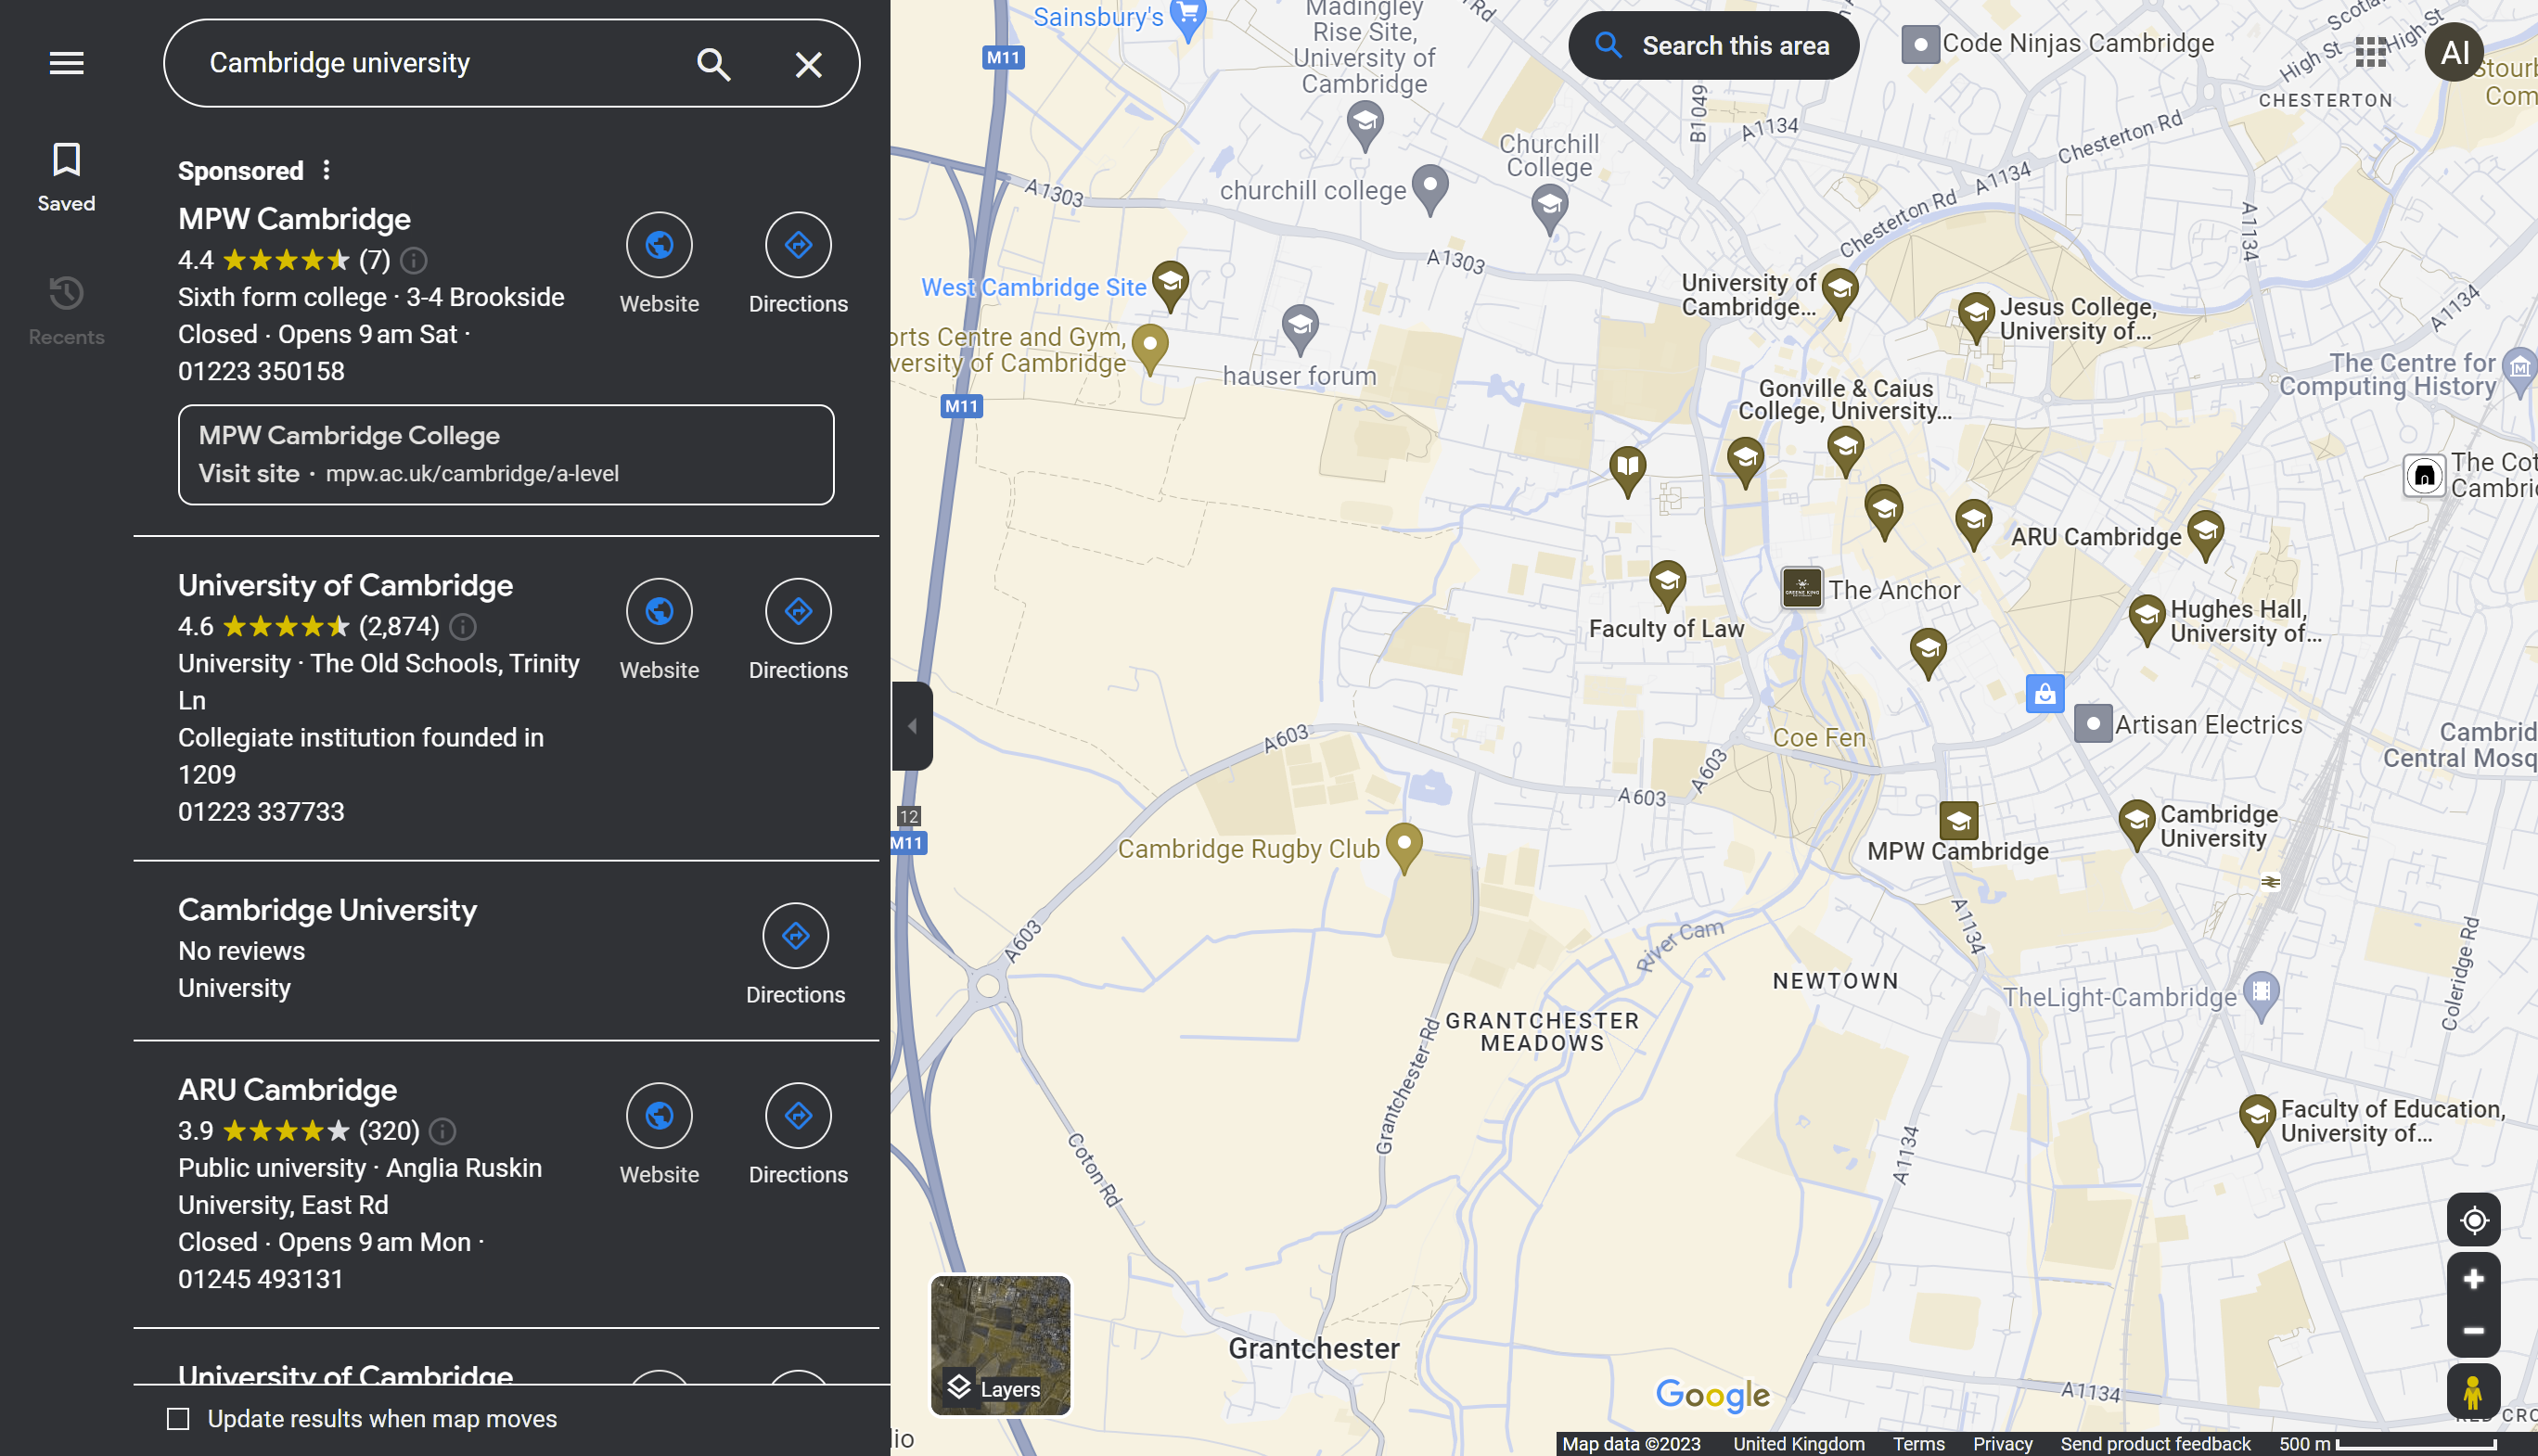 Cambridge university
Saved
Recents
Sponsored
MPW Cambridge
4.4 (7)
Sixth form college · 3-4 Brookside
Closed · Opens 9 am Sat ·
01223 350158
Website
Directions
MPW Cambridge College
Visit site · mpw.ac.uk/cambridge/a-level
University of Cambridge
4.6 (2,874)
University · The Old Schools, Trinity
Ln
Collegiate institution founded in
1209
01223 337733
Website
Directions
Cambridge University
No reviews
University
Directions
ARU Cambridge
3.9 (320)
Public university · Anglia Ruskin
University, East Rd
Closed · Opens 9 am Mon ·
01245 493131
Website
Directions
University of Cambridge
Update results when map moves
Sainsbury's
M11
Madingley
Rise Site,
University of
Cambridge
Rd
Search this area
Code Ninjas Cambridge
High St
High St
AI
CHESTERTON
B1049
A1134
Chesterton Rd
Churchill
College
churchill college
A1303
A1303
A1134
Chesterton Rd
A1134
A1134
West Cambridge Site
orts Centre and Gym,
versity of Cambridge
hauser forum
University of
Cambridge...
Jesus College,
University of...
The Centre for
Computing History
M11
Gonville & Caius
College, University...
The Cot
Cambri
ARU Cambridge
The Anchor
GREENE KING
Faculty of Law
Hughes Hall,
University of...
Artisan Electrics
Coe Fen
Cambrid
Central Mosq
A603
A603
A603
12
M11
Cambridge Rugby Club
MPW Cambridge
Cambridge
University
A603
River Cam
A1134
NEWTOWN
TheLight-Cambridge
Coleridge Rd
GRANTCHESTER
MEADOWS
Grantchester Rd
Coton Rd
A1134
Faculty of Education,
University of...
Grantchester
Layers
Google
A1134
lio
Map data ©2023 United Kingdom Terms Privacy Send product feedback 500 m